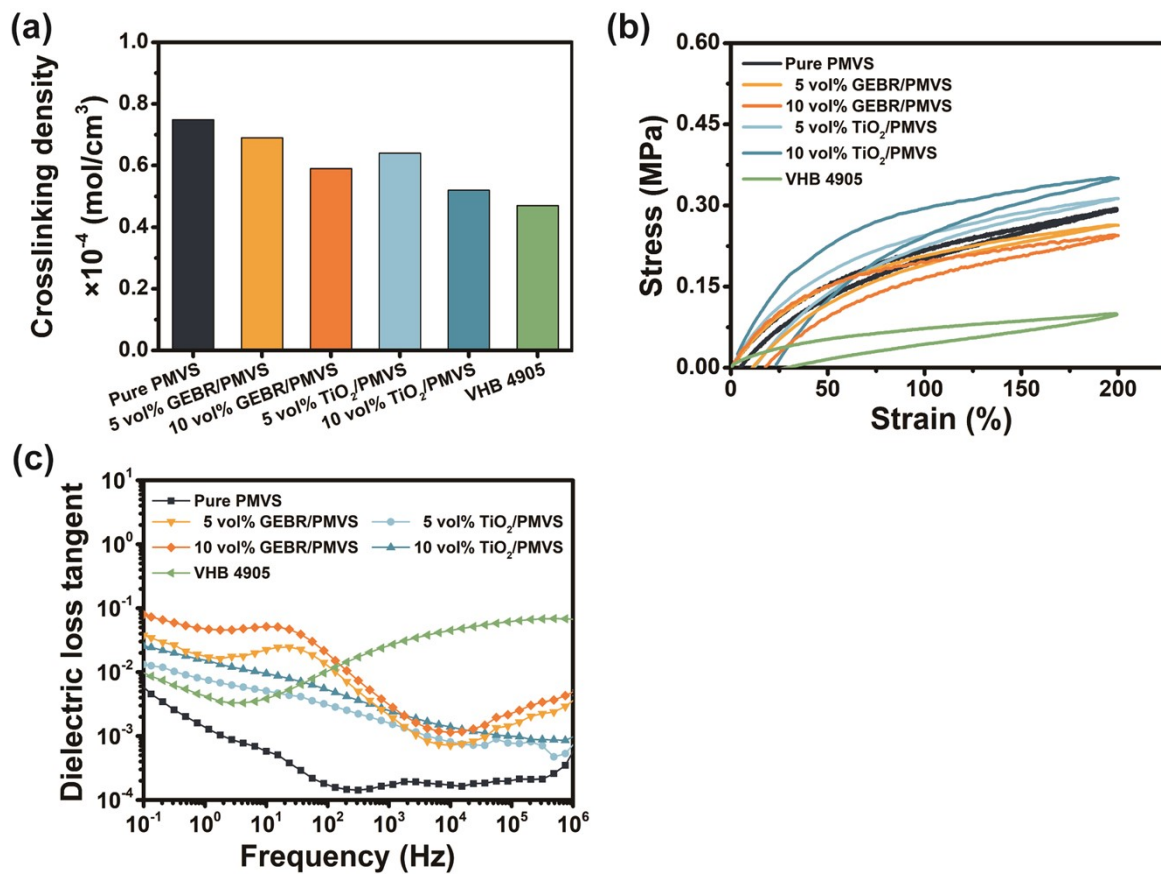 (a)
Crosslinking density
×10⁻⁴ (mol/cm³)
1.0
0.8
0.6
0.4
0.2
0.0
Pure PMVS
5 vol% GEBR/PMVS
10 vol% GEBR/PMVS
5 vol% TiO₂/PMVS
10 vol% TiO₂/PMVS
VHB 4905
(b)
Stress (MPa)
0.60
0.45
0.30
0.15
0.00
Pure PMVS
5 vol% GEBR/PMVS
10 vol% GEBR/PMVS
5 vol% TiO₂/PMVS
10 vol% TiO₂/PMVS
VHB 4905
0 50 100 150 200
Strain (%)
(c)
Dielectric loss tangent
10¹
10⁰
10⁻¹
10⁻²
10⁻³
10⁻⁴
Pure PMVS
5 vol% GEBR/PMVS 5 vol% TiO₂/PMVS
10 vol% GEBR/PMVS 10 vol% TiO₂/PMVS
VHB 4905
10⁻¹ 10⁰ 10¹ 10² 10³ 10⁴ 10⁵ 10⁶
Frequency (Hz)